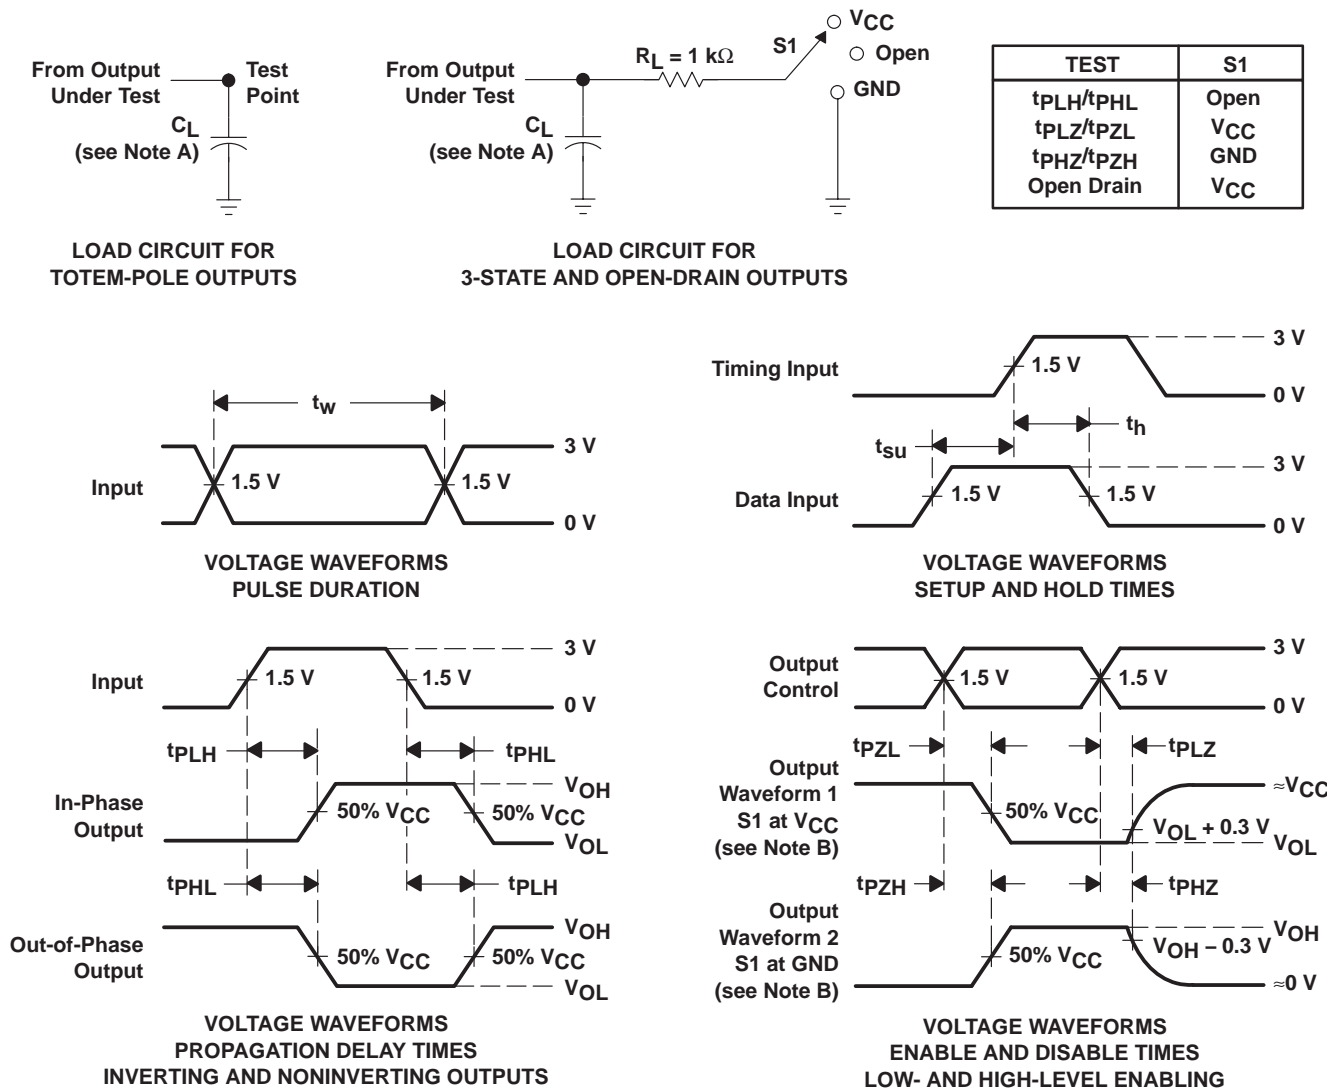 From Output
Under Test
Test
Point
CL
(see Note A)
LOAD CIRCUIT FOR
TOTEM-POLE OUTPUTS
From Output
Under Test
RL = 1 kΩ
S1
VCC
Open
GND
CL
(see Note A)
LOAD CIRCUIT FOR
3-STATE AND OPEN-DRAIN OUTPUTS
TEST S1
tPLH/tPHL Open
tPLZ/tPZL VCC
tPHZ/tPZH GND
Open Drain VCC
tw
3 V
Input
1.5 V
1.5 V
0 V
VOLTAGE WAVEFORMS
PULSE DURATION
3 V
Timing Input
1.5 V
0 V
th
tsu
3 V
Data Input
1.5 V
1.5 V
0 V
VOLTAGE WAVEFORMS
SETUP AND HOLD TIMES
3 V
Input
1.5 V
1.5 V
0 V
tPLH
tPHL
VOH
In-Phase
Output
50% VCC
50% VCC
VOL
tPHL
tPLH
VOH
Out-of-Phase
Output
50% VCC
50% VCC
VOL
VOLTAGE WAVEFORMS
PROPAGATION DELAY TIMES
INVERTING AND NONINVERTING OUTPUTS
3 V
Output
Control
1.5 V
1.5 V
0 V
tPZL
tPLZ
Output
Waveform 1
S1 at VCC
(see Note B)
≈VCC
50% VCC
VOL + 0.3 V
VOL
tPZH
tPHZ
Output
Waveform 2
S1 at GND
(see Note B)
VOH
50% VCC
VOH − 0.3 V
≈0 V
VOLTAGE WAVEFORMS
ENABLE AND DISABLE TIMES
LOW- AND HIGH-LEVEL ENABLING